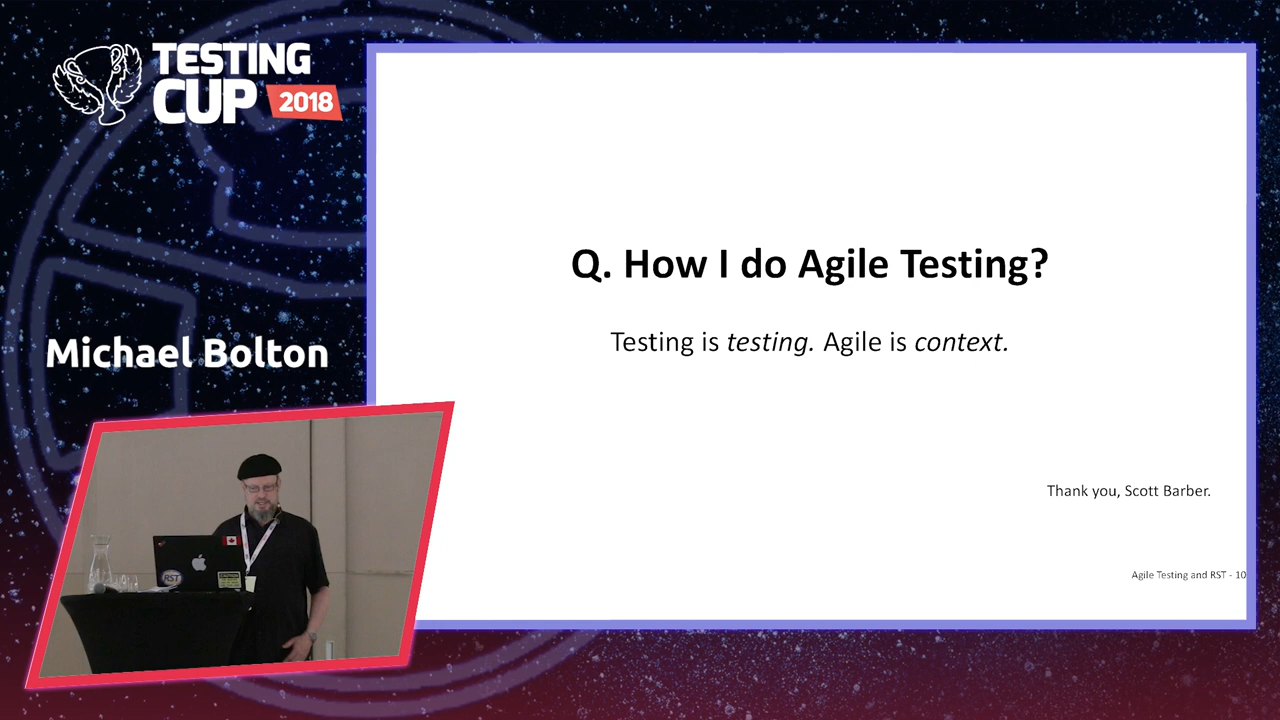 TESTING
CUP
2018
Q. How I do Agile Testing?
Testing is testing. Agile is context.
Michael Bolton
Thank you, Scott Barber.
Agile Testing and RST - 10
RST